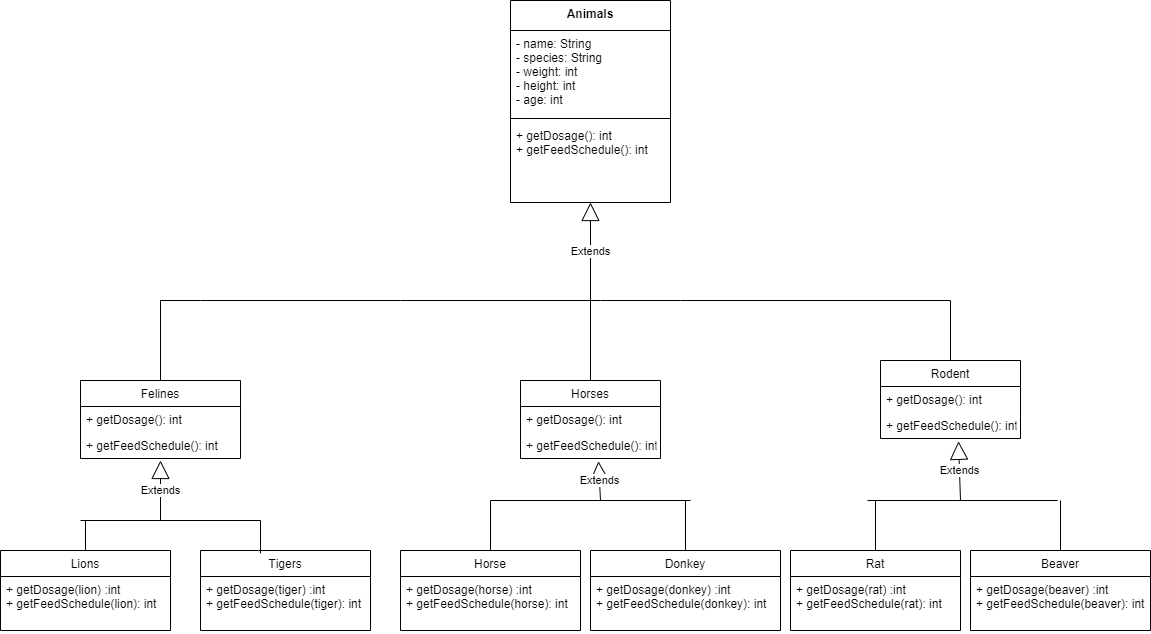 Animals
- name: String
- species: String
- weight: int
- height: int
- age: int
+ getDosage(): int
+ getFeedSchedule(): int
Extends
Felines
+ getDosage(): int
+ getFeedSchedule(): int
Horses
+ getDosage(): int
+ getFeedSchedule(): int
Rodent
+ getDosage(): int
+ getFeedSchedule(): int
Extends
Extends
Extends
Lions
+ getDosage(lion) :int
+ getFeedSchedule(lion): int
Tigers
+ getDosage(tiger) :int
+ getFeedSchedule(tiger): int
Horse
+ getDosage(horse) :int
+ getFeedSchedule(horse): int
Donkey
+ getDosage(donkey) :int
+ getFeedSchedule(donkey): int
Rat
+ getDosage(rat) :int
+ getFeedSchedule(rat): int
Beaver
+ getDosage(beaver) :int
+ getFeedSchedule(beaver): int